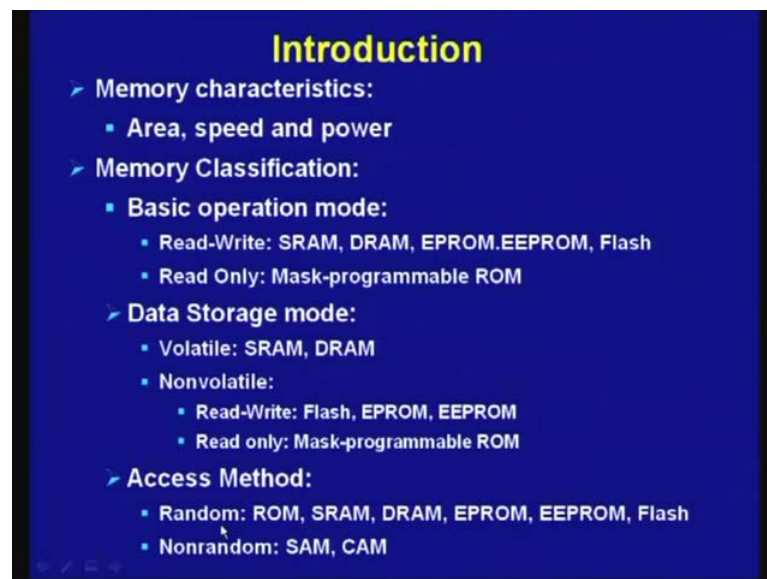 Introduction
Memory characteristics:
Area, speed and power
Memory Classification:
Basic operation mode:
Read-Write: SRAM, DRAM, EPROM.EEPROM, Flash
Read Only: Mask-programmable ROM
Data Storage mode:
Volatile: SRAM, DRAM
Nonvolatile:
Read-Write: Flash, EPROM, EEPROM
Read only: Mask-programmable ROM
Access Method:
Random: ROM, SRAM, DRAM, EPROM, EEPROM, Flash
Nonrandom: SAM, CAM